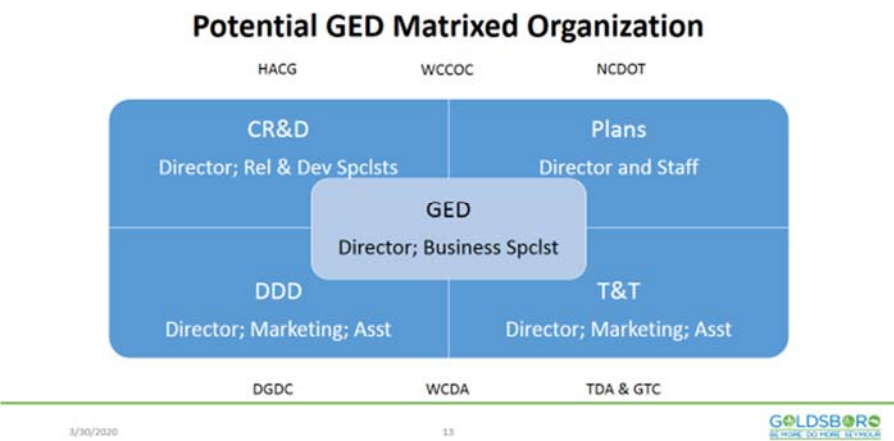 Potential GED Matrixed Organization
HACG WCCOC NCDOT
CR&D Plans
Director; Rel & Dev Spclsts Director and Staff
GED
Director; Business Spclst
DDD T&T
Director; Marketing; Asst Director; Marketing; Asst
DGDC WCDA TDA & GTC
3/30/2020 13 GOLDSBORO
BE MORE DO MORE SEYMOUR